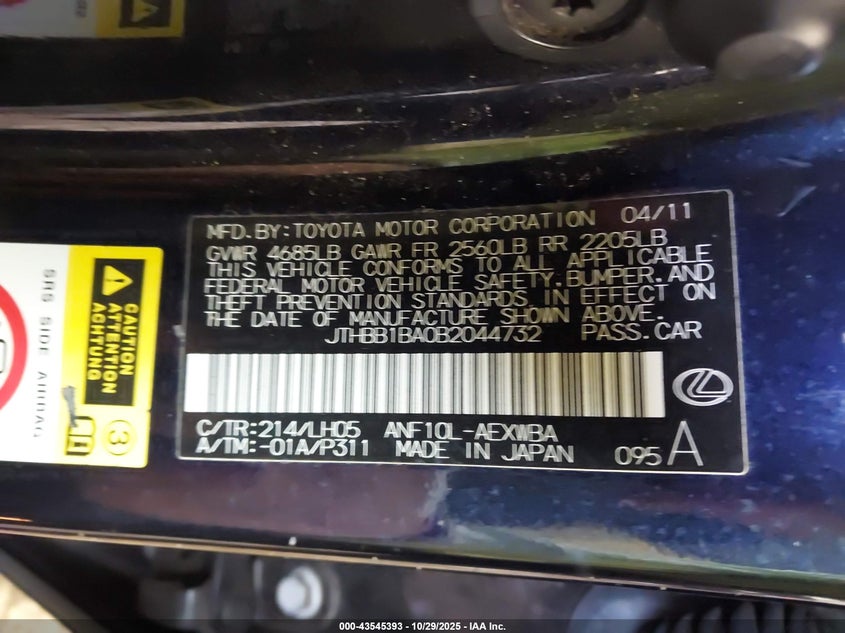 MFD. BY: TOYOTA MOTOR CORPORATION 04/11
GVWR 4685LB GAWR FR 2560LB RR 2205LB
THIS VEHICLE CONFORMS TO ALL APPLICABLE
FEDERAL MOTOR VEHICLE SAFETY, BUMPER, AND
THEFT PREVENTION STANDARDS IN EFFECT ON
THE DATE OF MANUFACTURE SHOWN ABOVE.
JTHBB1BA0B2044732 PASS. CAR
C/TR: 214/LH05 ANF10L-AEXWBA
A/TM: -01A/P311 MADE IN JAPAN 095 A
SRS SIDE AIRBAG
CAUTION
ATTENTION
ACHTUNG
3
000-43545393 - 10/29/2025 - IAA Inc.